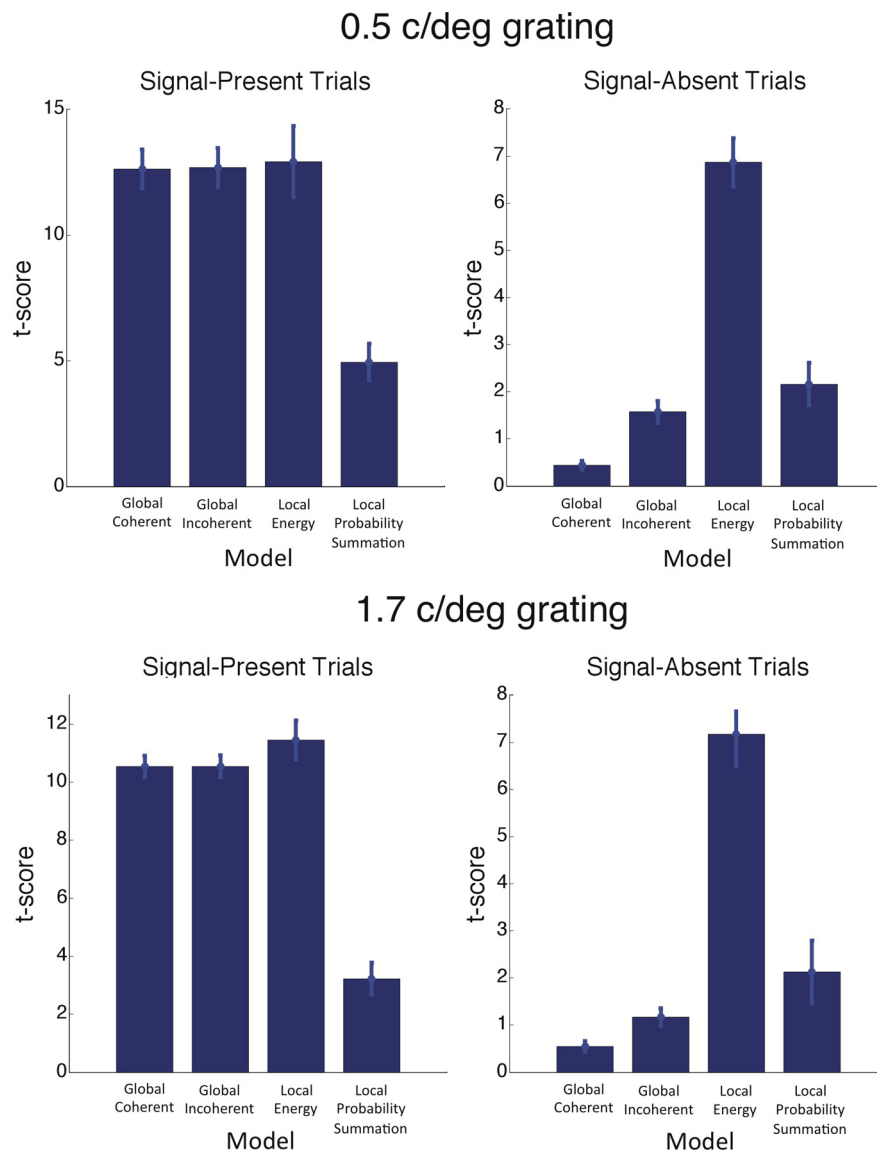 0.5 c/deg grating
Signal-Present Trials
15
10
5
0
t-score
Global Coherent
Global Incoherent
Local Energy
Local Probability Summation
Model
Signal-Absent Trials
8
7
6
5
4
3
2
1
0
t-score
Global Coherent
Global Incoherent
Local Energy
Local Probability Summation
Model
1.7 c/deg grating
Signal-Present Trials
12
10
8
6
4
2
0
t-score
Global Coherent
Global Incoherent
Local Energy
Local Probability Summation
Model
Signal-Absent Trials
8
7
6
5
4
3
2
1
0
t-score
Global Coherent
Global Incoherent
Local Energy
Local Probability Summation
Model